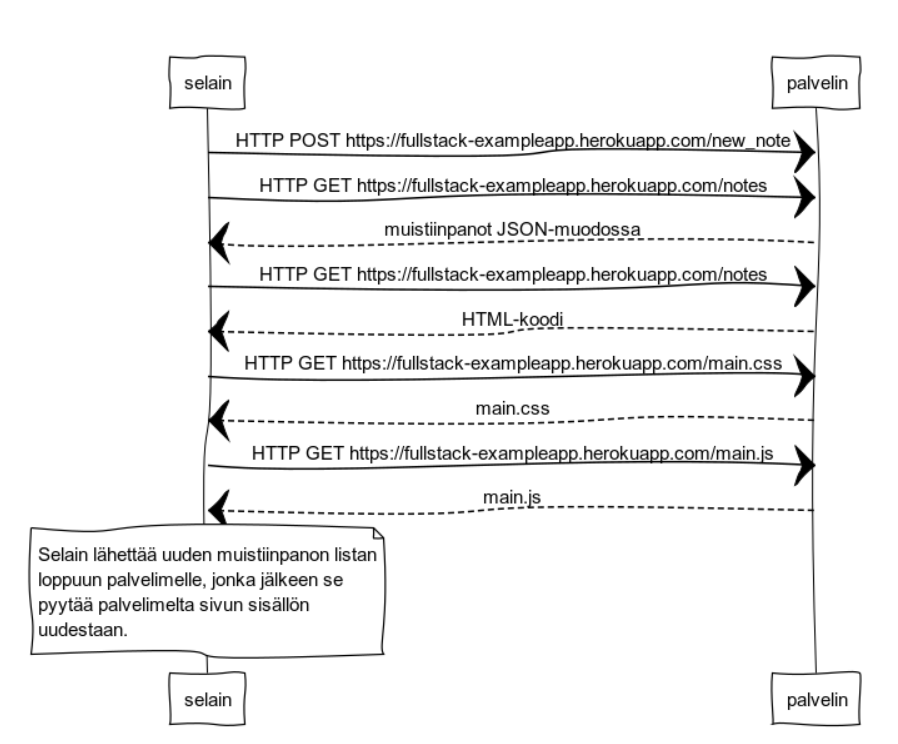 selain
palvelin
HTTP POST https://fullstack-exampleapp.herokuapp.com/new_note
HTTP GET https://fullstack-exampleapp.herokuapp.com/notes
muistiinpanot JSON-muodossa
HTTP GET https://fullstack-exampleapp.herokuapp.com/notes
HTML-koodi
HTTP GET https://fullstack-exampleapp.herokuapp.com/main.css
main.css
HTTP GET https://fullstack-exampleapp.herokuapp.com/main.js
main.js
Selain lähettää uuden muistiinpanon listan
loppuun palvelimelle, jonka jälkeen se
pyytää palvelimelta sivun sisällön
uudestaan.
selain
palvelin